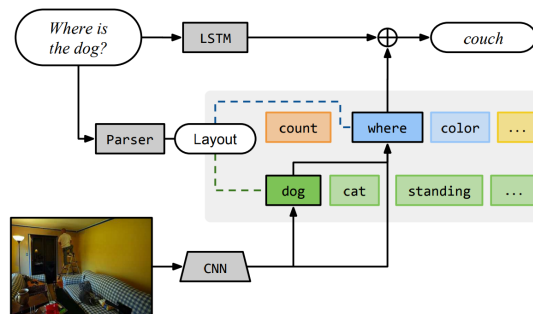 Where is
the dog?
LSTM
couch
count
where
color
...
Parser
Layout
dog
cat
standing
...
CNN